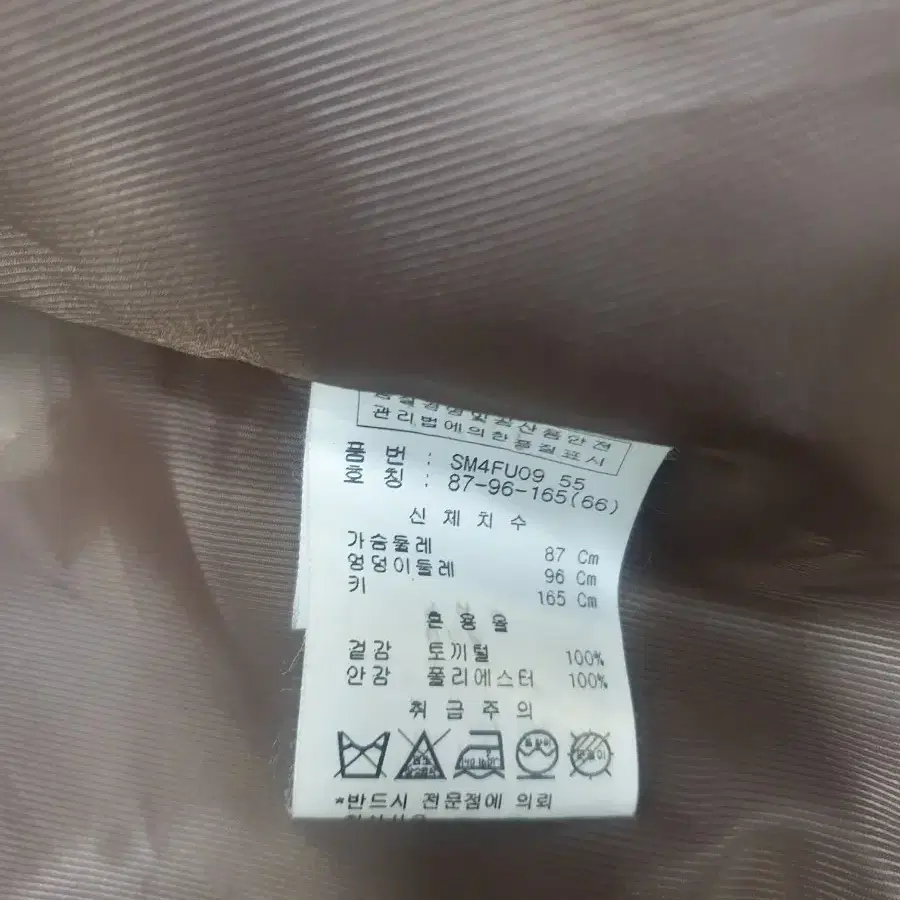 관리법에의한품질표시
품 번 : SM4FU09 55
호 칭 : 87-96-165(66)
신 체 치 수
가슴둘레 87 Cm
엉덩이둘레 96 Cm
키 165 Cm
혼 용 율
겉감 토끼털 100%
안감 폴리에스터 100%
취 급 주 의
*반드시 전문점에 의뢰